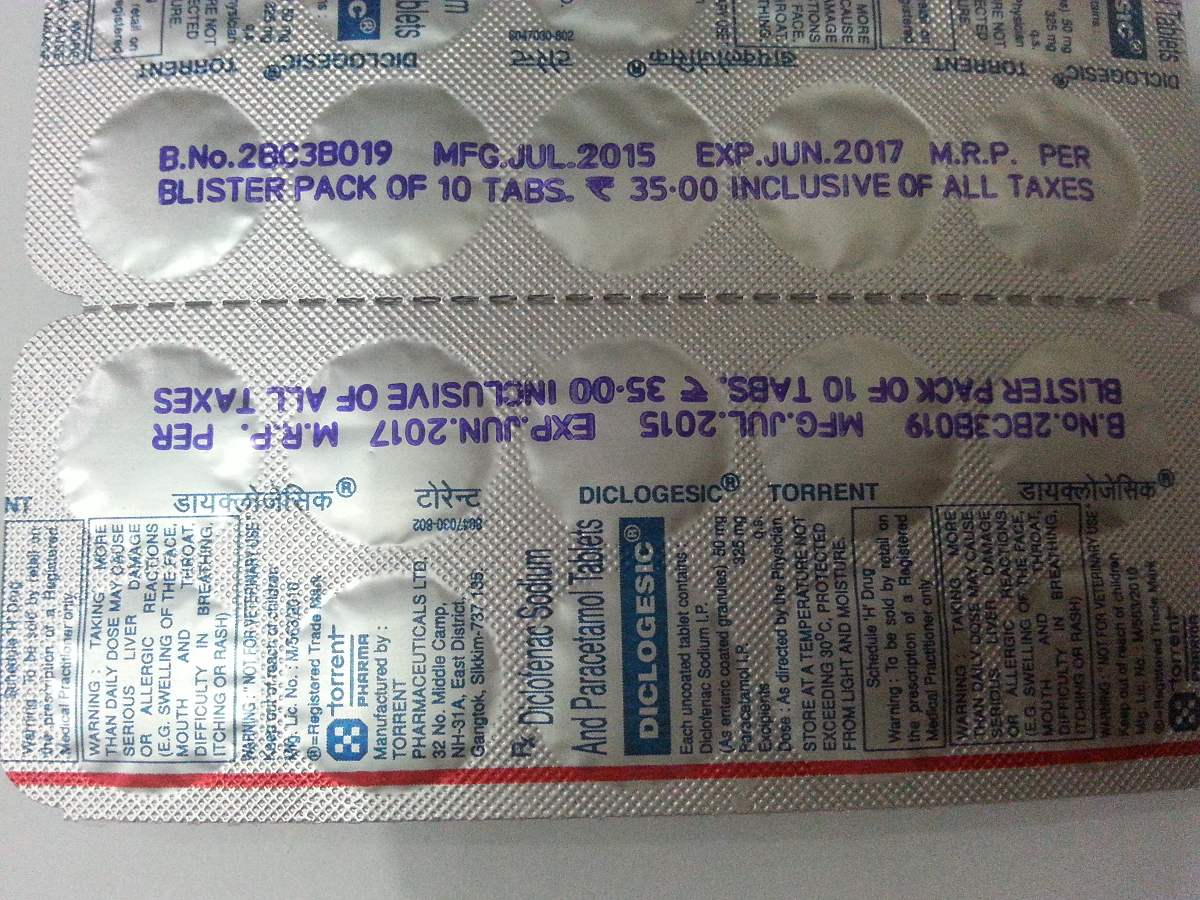 Tablets
DICLOGESIC® TORRENT
डायक्लोजेसिक® टोरेन्ट
8047030-802
DICLOGESIC® TORRENT
B.No.2BC3B019 MFG.JUL.2015 EXP.JUN.2017 M.R.P. PER
BLISTER PACK OF 10 TABS. ₹ 35·00 INCLUSIVE OF ALL TAXES
B.No.2BC3B019 MFG.JUL.2015 EXP.JUN.2017 M.R.P. PER
BLISTER PACK OF 10 TABS. ₹ 35·00 INCLUSIVE OF ALL TAXES
डायक्लोजेसिक® टोरेन्ट DICLOGESIC® TORRENT डायक्लोजेसिक®
Warning : To be sold by retail on
the prescription of a Registered
Medical Practitioner only.
WARNING : TAKING MORE
THAN DAILY DOSE MAY CAUSE
SERIOUS LIVER DAMAGE
OR ALLERGIC REACTIONS
(E.G. SWELLING OF THE FACE,
MOUTH AND THROAT,
DIFFICULTY IN BREATHING,
ITCHING OR RASH)
WARNING : "NOT FOR VETERINARY USE"
Keep out of reach of children
Mfg. Lic. No. : M/563/2010
®–Registered Trade Mark
torrent
PHARMA
Manufactured by :
TORRENT
PHARMACEUTICALS LTD.
32 No. Middle Camp,
NH-31A, East District,
Gangtok, Sikkim-737 135.
8047030-802
Rx Diclofenac Sodium
And Paracetamol Tablets
DICLOGESIC®
Each uncoated tablet contains :
Diclofenac Sodium I.P.
(As enteric coated granules) 50 mg
Paracetamol I.P. 325 mg
Excipients q.s.
Dose : As directed by the Physician
STORE AT A TEMPERATURE NOT
EXCEEDING 30°C, PROTECTED
FROM LIGHT AND MOISTURE
Schedule 'H' Drug
Warning : To be sold by retail on
the prescription of a Registered
Medical Practitioner only
WARNING : TAKING MORE
THAN DAILY DOSE MAY CAUSE
SERIOUS LIVER DAMAGE
OR ALLERGIC REACTIONS
(E.G. SWELLING OF THE FACE,
MOUTH AND THROAT,
DIFFICULTY IN BREATHING,
ITCHING OR RASH)
WARNING : "NOT FOR VETERINARY USE"
Keep out of reach of children
Mfg. Lic. No. : M/563/2010
®–Registered Trade Mark
torrent